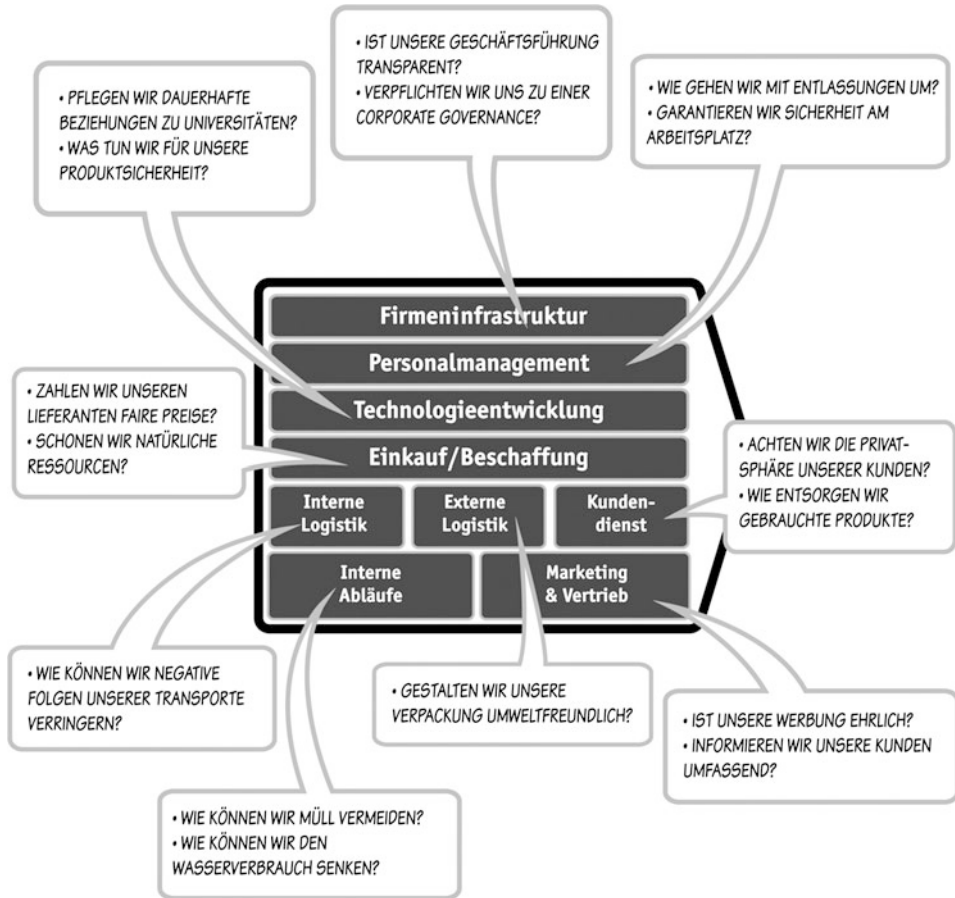 • IST UNSERE GESCHÄFTSFÜHRUNG
TRANSPARENT?
• VERPFLICHTEN WIR UNS ZU EINER
CORPORATE GOVERNANCE?
• PFLEGEN WIR DAUERHAFTE
BEZIEHUNGEN ZU UNIVERSITÄTEN?
• WAS TUN WIR FÜR UNSERE
PRODUKTSICHERHEIT?
• WIE GEHEN WIR MIT ENTLASSUNGEN UM?
• GARANTIEREN WIR SICHERHEIT AM
ARBEITSPLATZ?
Firmeninfrastruktur
Personalmanagement
Technologieentwicklung
Einkauf/Beschaffung
• ZAHLEN WIR UNSEREN
LIEFERANTEN FAIRE PREISE?
• SCHONEN WIR NATÜRLICHE
RESSOURCEN?
Interne
Logistik
Externe
Logistik
Kunden-
dienst
• ACHTEN WIR DIE PRIVAT-
SPHÄRE UNSERER KUNDEN?
• WIE ENTSORGEN WIR
GEBRAUCHTE PRODUKTE?
Interne
Abläufe
Marketing
& Vertrieb
• WIE KÖNNEN WIR NEGATIVE
FOLGEN UNSERER TRANSPORTE
VERRINGERN?
• GESTALTEN WIR UNSERE
VERPACKUNG UMWELTFREUNDLICH?
• IST UNSERE WERBUNG EHRLICH?
• INFORMIEREN WIR UNSERE KUNDEN
UMFASSEND?
• WIE KÖNNEN WIR MÜLL VERMEIDEN?
• WIE KÖNNEN WIR DEN
WASSERVERBRAUCH SENKEN?